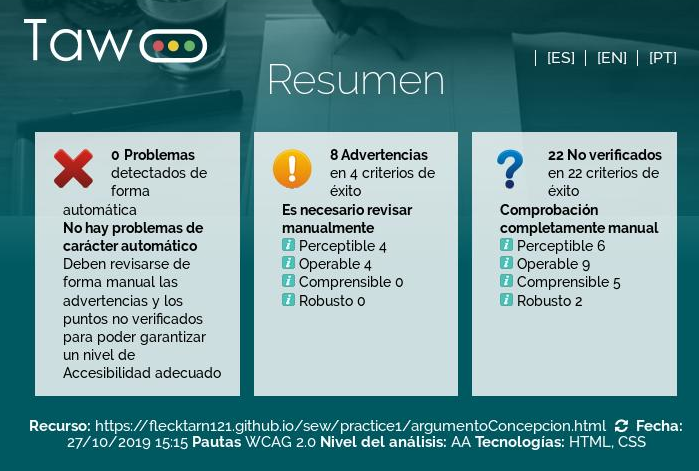 Taw
| [ES] | [EN] | [PT]
Resumen
0 Problemas
detectados de
forma
automática
No hay problemas de
carácter automático
Deben revisarse de
forma manual las
advertencias y los
puntos no verificados
para poder garantizar
un nivel de
Accesibilidad adecuado
8 Advertencias
en 4 criterios de
éxito
Es necesario revisar
manualmente
Perceptible 4
Operable 4
Comprensible 0
Robusto 0
22 No verificados
en 22 criterios de
éxito
Comprobación
completamente manual
Perceptible 6
Operable 9
Comprensible 5
Robusto 2
Recurso: https://flecktarn121.github.io/sew/practice1/argumentoConcepcion.html Fecha:
27/10/2019 15:15 Pautas WCAG 2.0 Nivel del análisis: AA Tecnologías: HTML, CSS